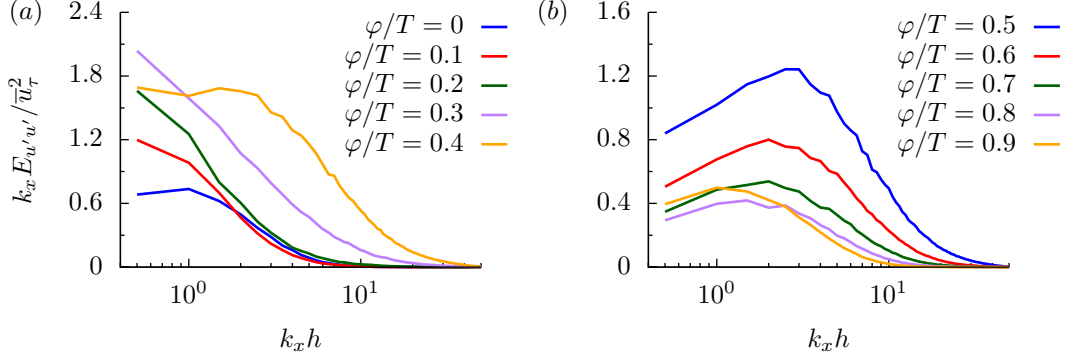 (a)
2.4
1.8
1.2
0.6
0
k_x E_{u'u'}/ū_τ^2
φ/T = 0
φ/T = 0.1
φ/T = 0.2
φ/T = 0.3
φ/T = 0.4
10^0
10^1
k_x h
(b)
1.6
1.2
0.8
0.4
0
φ/T = 0.5
φ/T = 0.6
φ/T = 0.7
φ/T = 0.8
φ/T = 0.9
10^0
10^1
k_x h